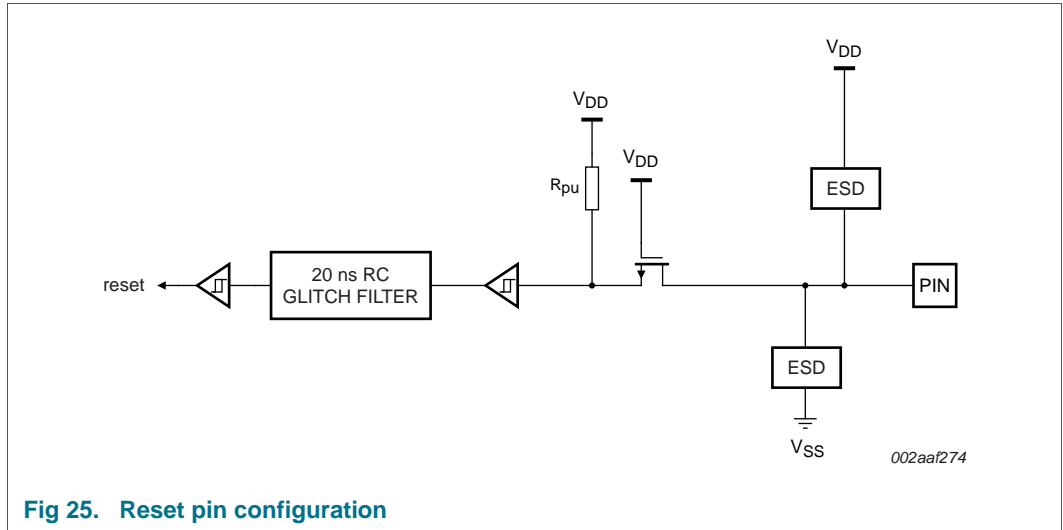 VDD
VDD
VDD
Rpu
ESD
reset
20 ns RC
GLITCH FILTER
PIN
ESD
VSS
002aaf274
Fig 25. Reset pin configuration